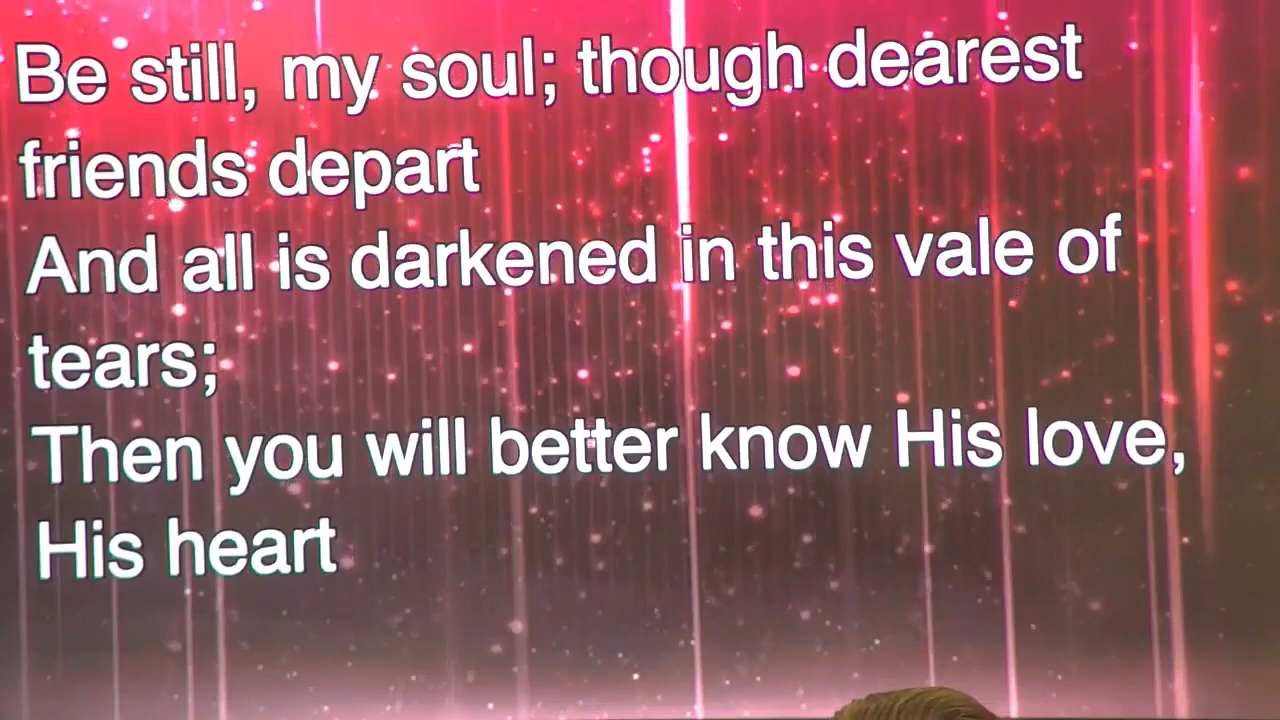 Be still, my soul; though dearest
friends depart
And all is darkened in this vale of
tears;
Then you will better know His love,
His heart